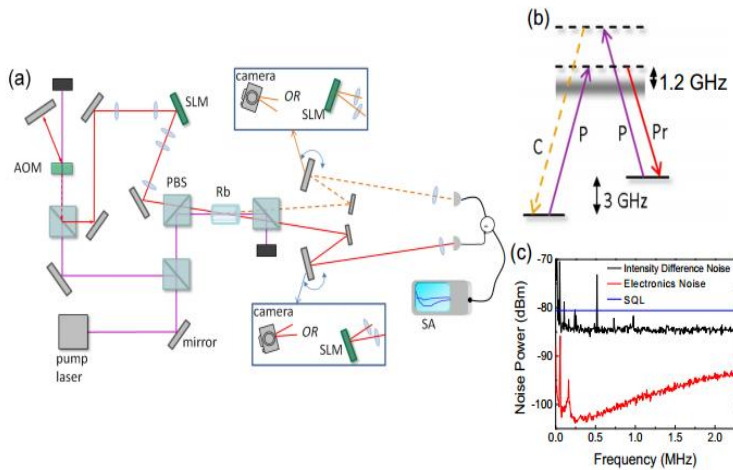 (a)
SLM
AOM
PBS
Rb
pump
laser
mirror
camera
OR
SLM
camera
OR
SLM
SA
-
(b)
1.2 GHz
C
P
P
Pr
3 GHz
(c)
Intensity Difference Noise
Electronics Noise
SQL
Noise Power (dBm)
-70
-80
-90
-100
0.0
0.5
1.0
1.5
2.0
Frequency (MHz)